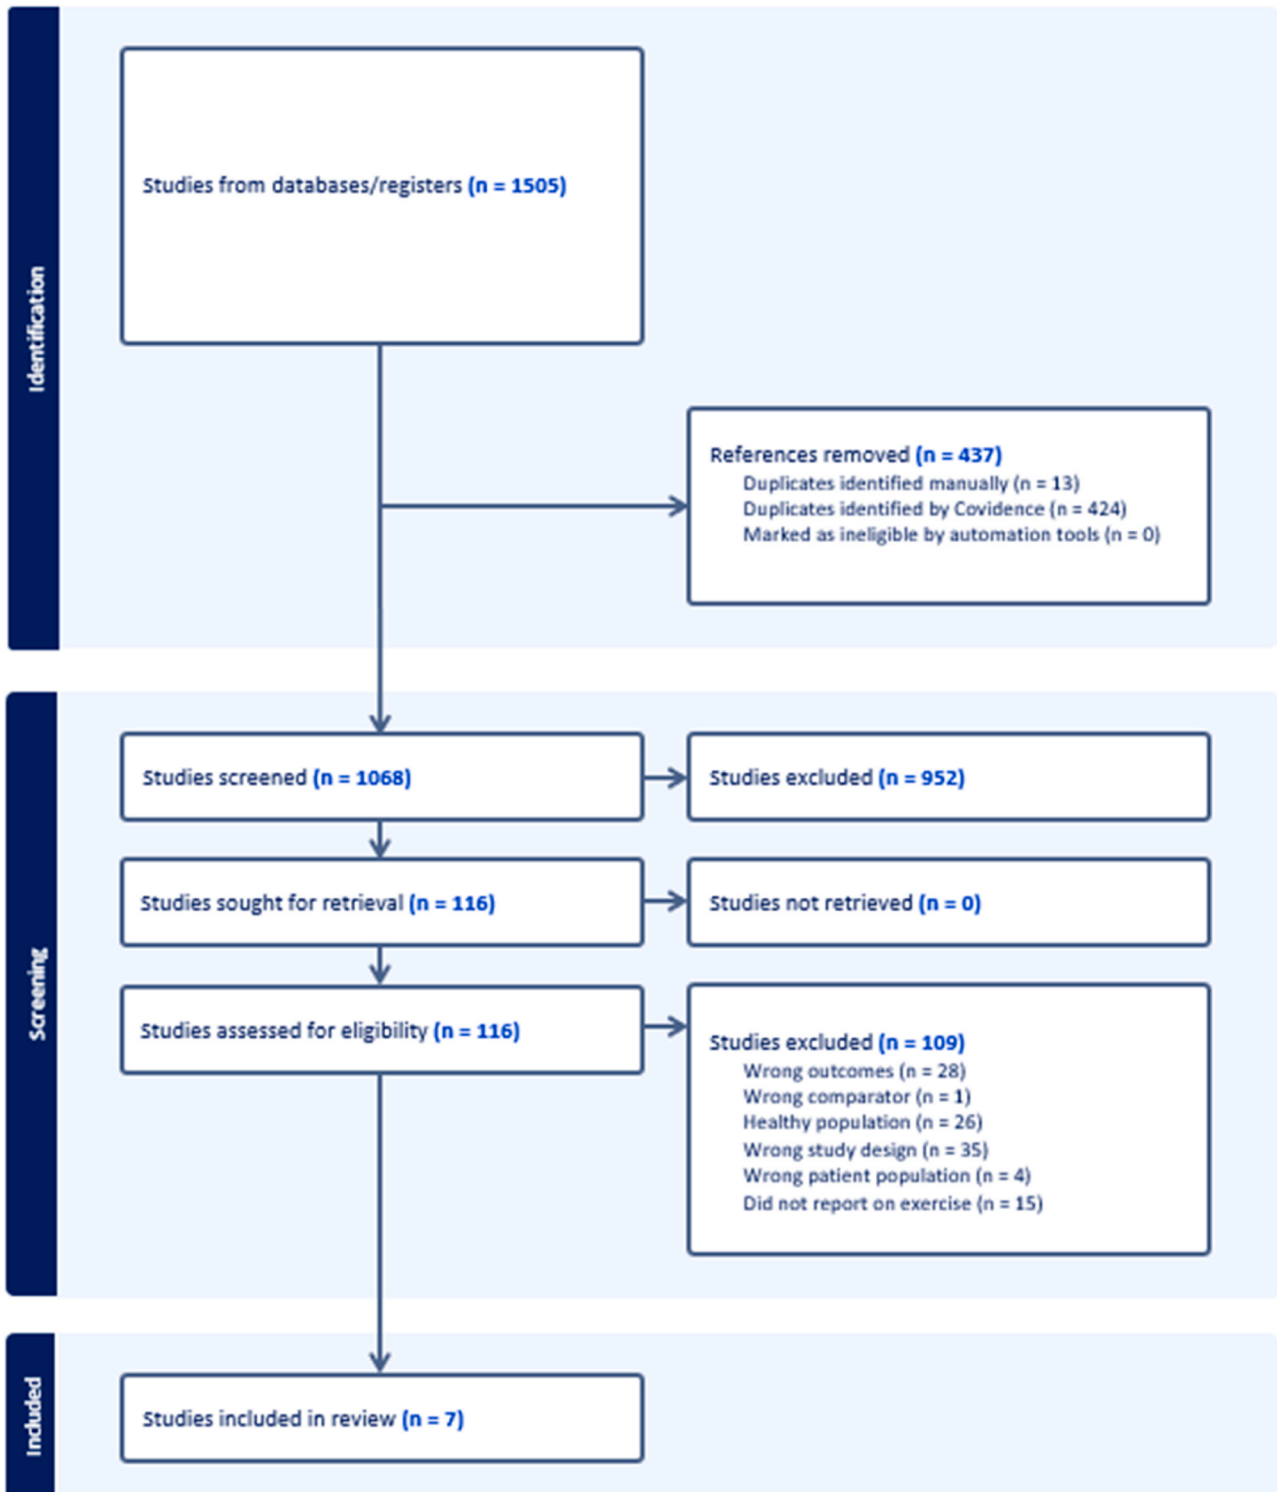 Identification
Studies from databases/registers (n = 1505)
References removed (n = 437)
Duplicates identified manually (n = 13)
Duplicates identified by Covidence (n = 424)
Marked as ineligible by automation tools (n = 0)
Screening
Studies screened (n = 1068)
Studies excluded (n = 952)
Studies sought for retrieval (n = 116)
Studies not retrieved (n = 0)
Studies assessed for eligibility (n = 116)
Studies excluded (n = 109)
Wrong outcomes (n = 28)
Wrong comparator (n = 1)
Healthy population (n = 26)
Wrong study design (n = 35)
Wrong patient population (n = 4)
Did not report on exercise (n = 15)
Included
Studies included in review (n = 7)